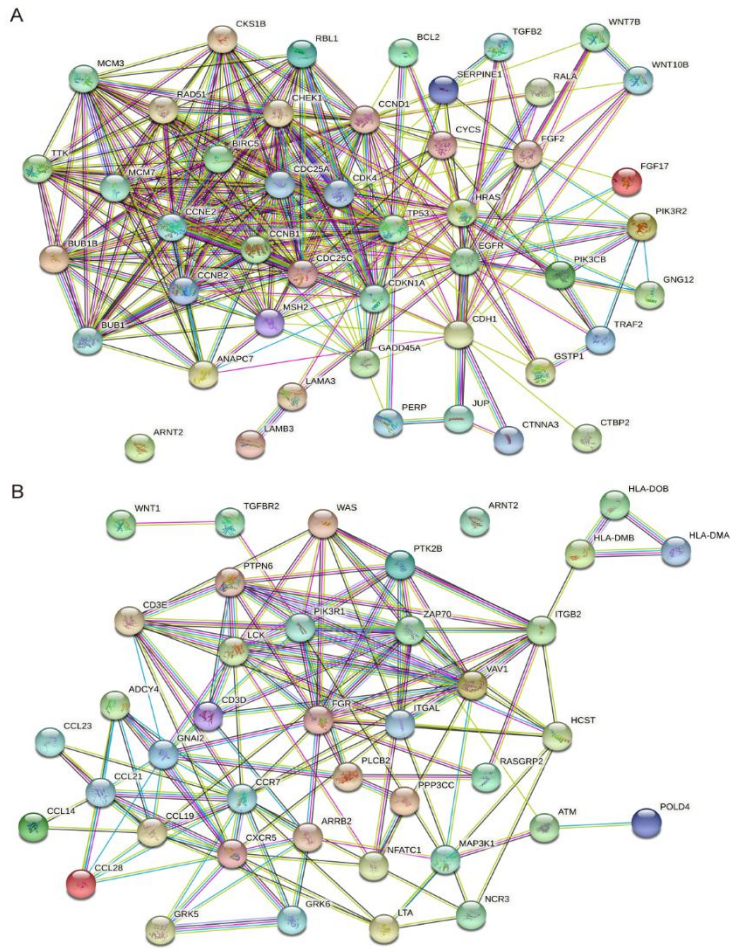 A
CKS1B
RBL1
BCL2
TGFB2
WNT7B
MCM3
SERPINE1
RALA
WNT10B
RAD51
CHEK1
CCND1
CYCS
FGF2
TTK
BIRC5
MCM7
CDC25A
CDK4
FGF17
HRAS
CCNE2
TP53
PIK3R2
BUB1B
CCNB1
EGFR
CDC25C
PIK3CB
CCNB2
CDKN1A
GNG12
MSH2
CDH1
BUB1
TRAF2
ANAPC7
GADD45A
GSTP1
LAMA3
PERP
JUP
LAMB3
CTNNA3
CTBP2
ARNT2
B
WNT1
TGFBR2
WAS
ARNT2
HLA-DOB
HLA-DMB
HLA-DMA
PTK2B
PTPN6
CD3E
PIK3R1
ZAP70
ITGB2
LCK
VAV1
ADCY4
CD3D
FGR
ITGAL
HCST
CCL23
GNAI2
PLCB2
RASGRP2
CCL21
CCR7
PPP3CC
CCL14
CCL19
ARRB2
ATM
POLD4
CXCR5
NFATC1
MAP3K1
CCL28
GRK5
GRK6
LTA
NCR3